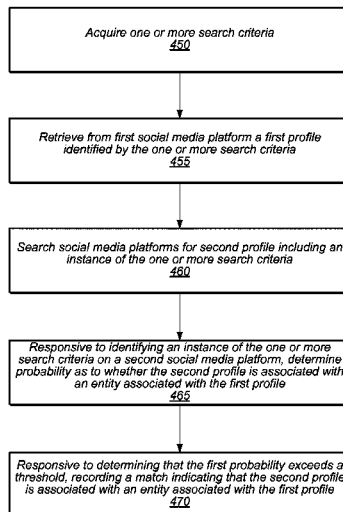 Acquire one or more search criteria
450
Retrieve from first social media platform a first profile
identified by the one or more search criteria
455
Search social media platforms for second profile including an
instance of the one or more search criteria
460
Responsive to identifying an instance of the one or more
search criteria on a second social media platform, determine
probability as to whether the second profile is associated with
an entity associated with the first profile
465
Responsive to determining that the first probability exceeds a
threshold, recording a match indicating that the second profile
is associated with an entity associated with the first profile
470